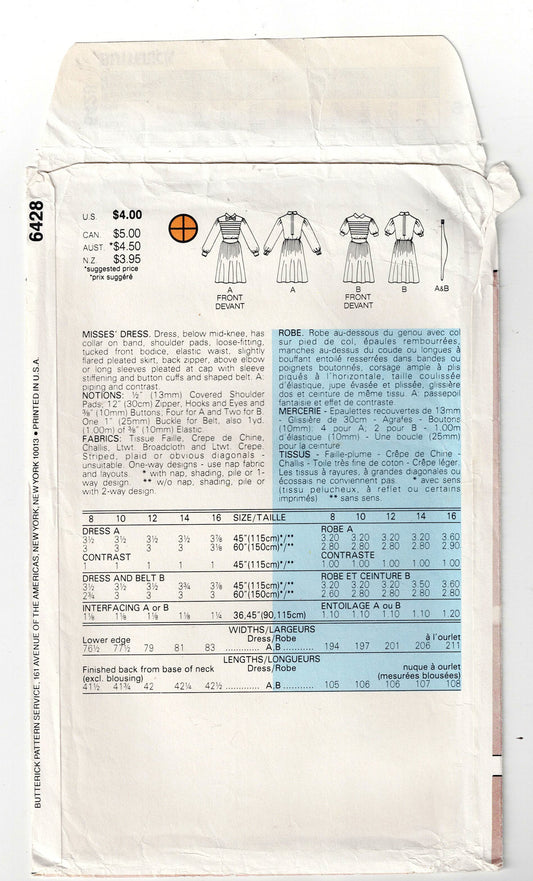 6428
U.S. $4.00
CAN. $5.00
AUST. *$4.50
N.Z. $3.95
*suggested price
*prix suggéré
A
FRONT
DEVANT
A
B
FRONT
DEVANT
B
A&B
BUTTERICK PATTERN SERVICE, 161 AVENUE OF THE AMERICAS, NEW YORK, NEW YORK 10013 • PRINTED IN U.S.A.
MISSES' DRESS. Dress, below mid-knee, has
collar on band, shoulder pads, loose-fitting,
tucked front bodice, elastic waist, slightly
flared pleated skirt, back zipper, above elbow
or long sleeves pleated at cap with sleeve
stiffening and button cuffs and shaped belt. A:
piping and contrast.
NOTIONS: ½" (13mm) Covered Shoulder
Pads; 12" (30cm) Zipper, Hooks and Eyes and
⅜" (10mm) Buttons: Four for A and Two for B.
One 1" (25mm) Buckle for Belt, also 1yd.
(1.00m) of ⅜" (10mm) Elastic.
FABRICS: Tissue Faille, Crepe de Chine,
Challis, Ltwt. Broadcloth and Ltwt. Crepe.
Striped, plaid or obvious diagonals -
unsuitable. One-way designs - use nap fabric
and layouts. * with nap, shading, pile or 1-
way design. ** w/o nap, shading, pile or
with 2-way design.
ROBE. Robe au-dessous du genou avec col
sur pied de col, épaules rembourrées,
manches au-dessus du coude ou longues à
bouffant entoilé resserrées dans bandes ou
poignets boutonnés, corsage ample à plis
piqués à l'horizontale, taille coulissée
d'élastique, jupe évasée et plissée, glissière
dos et ceinture de même tissu. A: passepoil
fantaisie et effet de contraste.
MERCERIE - Epaulettes recouvertes de 13mm
- Glissière de 30cm - Agrafes - Boutons
(10mm): 4 pour A; 2 pour B - 1.00m
d'élastique (10mm) - Une boucle (25mm)
pour la ceinture.
TISSUS - Faille-plume - Crêpe de Chine -
Challis - Toile très fine de coton - Crêpe léger.
Les tissus à rayures, à grandes diagonales ou
écossais ne conviennent pas. * avec sens
(tissu pelucheux, à reflet ou certains
imprimés) ** sans sens.
8 10 12 14 16 SIZE/TAILLE 8 10 12 14 16
DRESS A ROBE A
3½ 3½ 3½ 3½ 3⅞ 45"(115cm)*/** 3.20 3.20 3.20 3.20 3.60
3 3 3 3 3⅛ 60"(150cm)*/** 2.80 2.80 2.80 2.80 2.90
CONTRAST CONTRASTE
1 1 1 1 1 45"(115cm)*/** 1.00 1.00 1.00 1.00 1.00
DRESS AND BELT B ROBE ET CEINTURE B
3½ 3½ 3½ 3¾ 3⅞ 45"(115cm)*/** 3.20 3.20 3.20 3.50 3.60
2¾ 3 3 3 3 60"(150cm)*/** 2.60 2.80 2.80 2.80 2.80
INTERFACING A or B ENTOILAGE A ou B
1⅛ 1⅛ 1⅛ 1⅛ 1¼ 36,45"(90,115cm) 1.10 1.10 1.10 1.10 1.20
WIDTHS/LARGEURS
Lower edge Dress/Robe à l'ourlet
76½ 77½ 79 81 83 ......... A,B ......... 194 197 201 206 211
LENGTHS/LONGUEURS
Finished back from base of neck Dress/Robe nuque à ourlet
(excl. blousing) (mesurées blousées)
41½ 41¾ 42 42¼ 42½ ......... A,B ......... 105 106 106 107 108